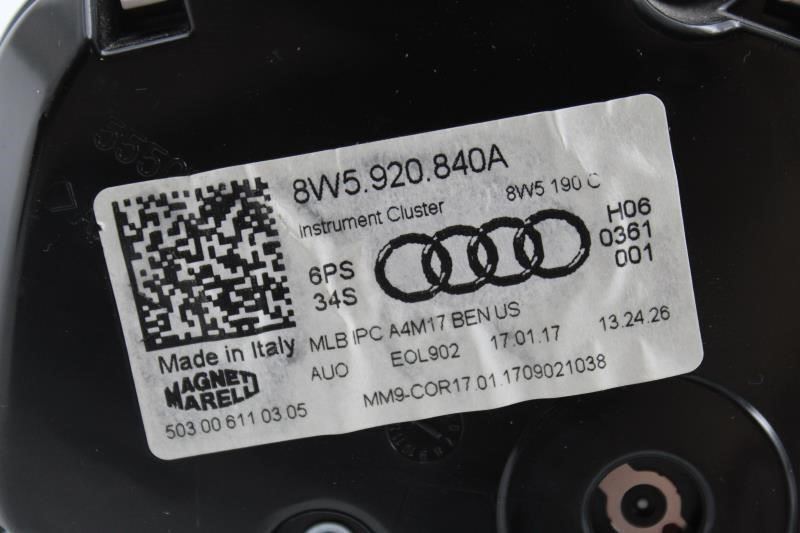 8W5.920.840A
Instrument Cluster
8W5 190 C
6PS
34S
H06
0361
001
MLB IPC A4M17 BEN US
AUO EOL902 17.01.17 13.24.26
Made in Italy
MAGNETI
MARELLI
MM9-COR17.01.1709021038
503 00 611 03 05